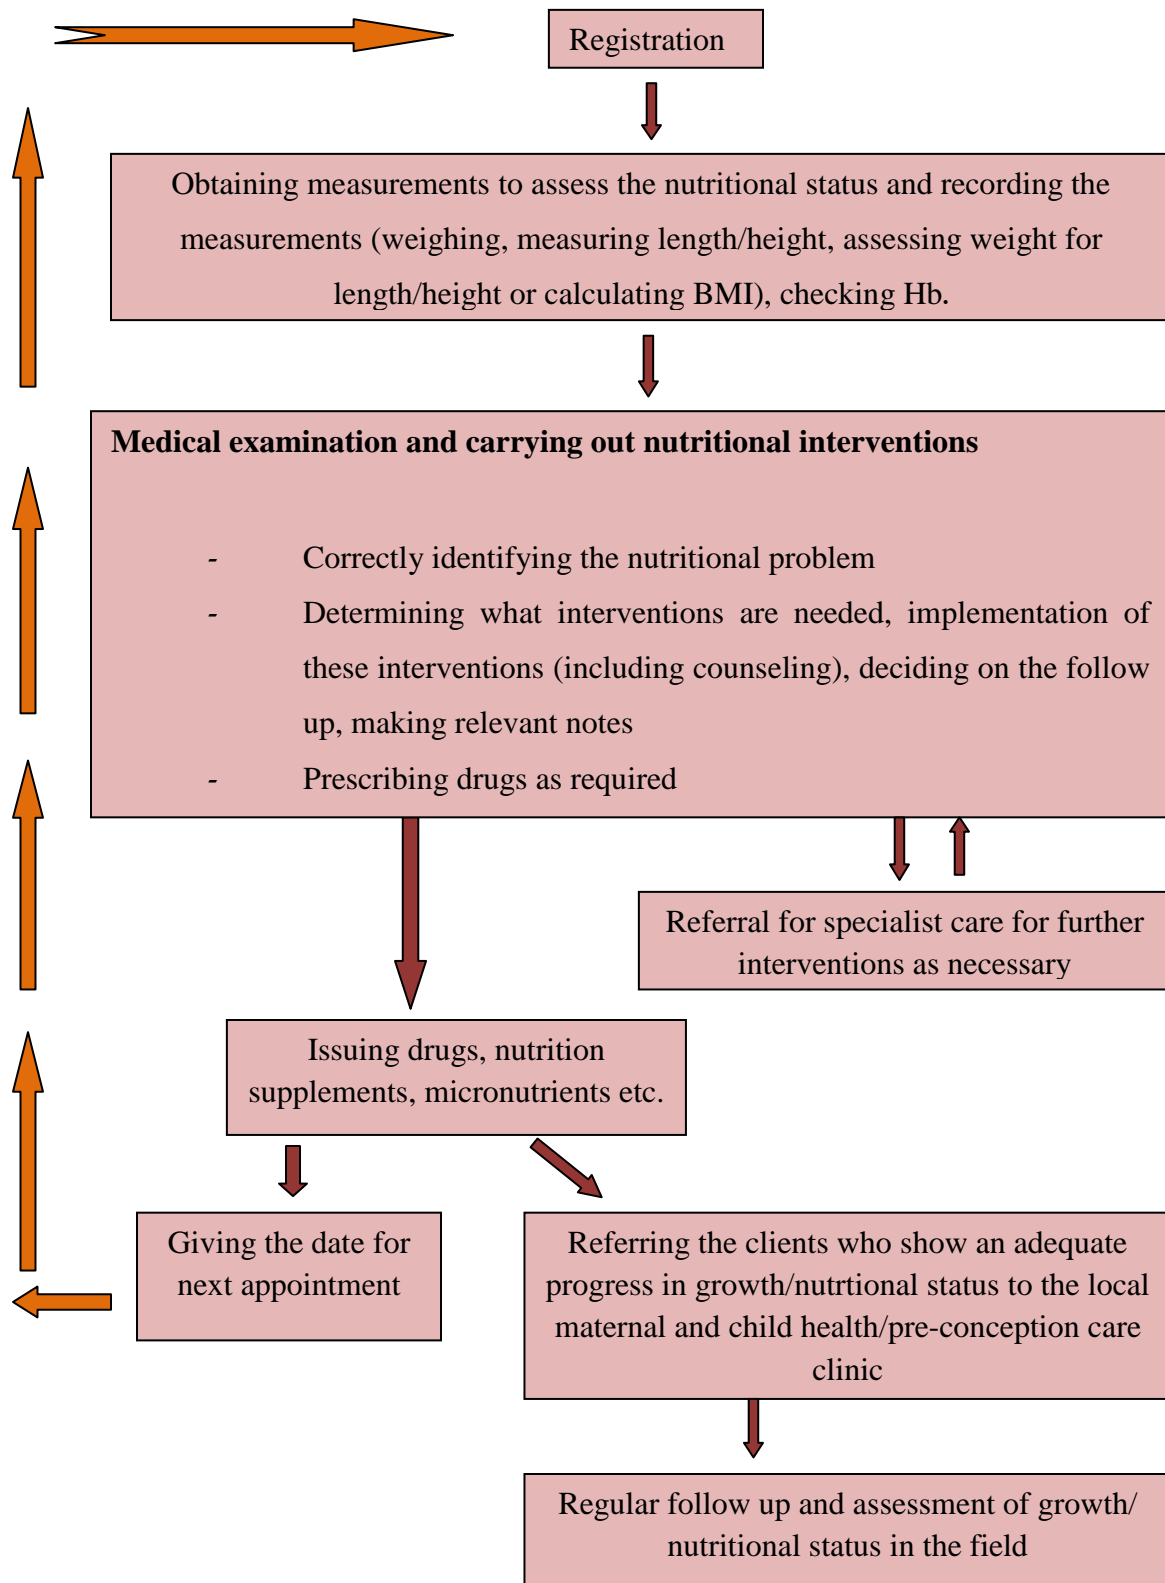 Registration
Obtaining measurements to assess the nutritional status and recording the
measurements (weighing, measuring length/height, assessing weight for
length/height or calculating BMI), checking Hb.
Medical examination and carrying out nutritional interventions
- Correctly identifying the nutritional problem
- Determining what interventions are needed, implementation of
these interventions (including counseling), deciding on the follow
up, making relevant notes
- Prescribing drugs as required
Referral for specialist care for further
interventions as necessary
Issuing drugs, nutrition
supplements, micronutrients etc.
Giving the date for
next appointment
Referring the clients who show an adequate
progress in growth/nutrtional status to the local
maternal and child health/pre-conception care
clinic
Regular follow up and assessment of growth/
nutritional status in the field